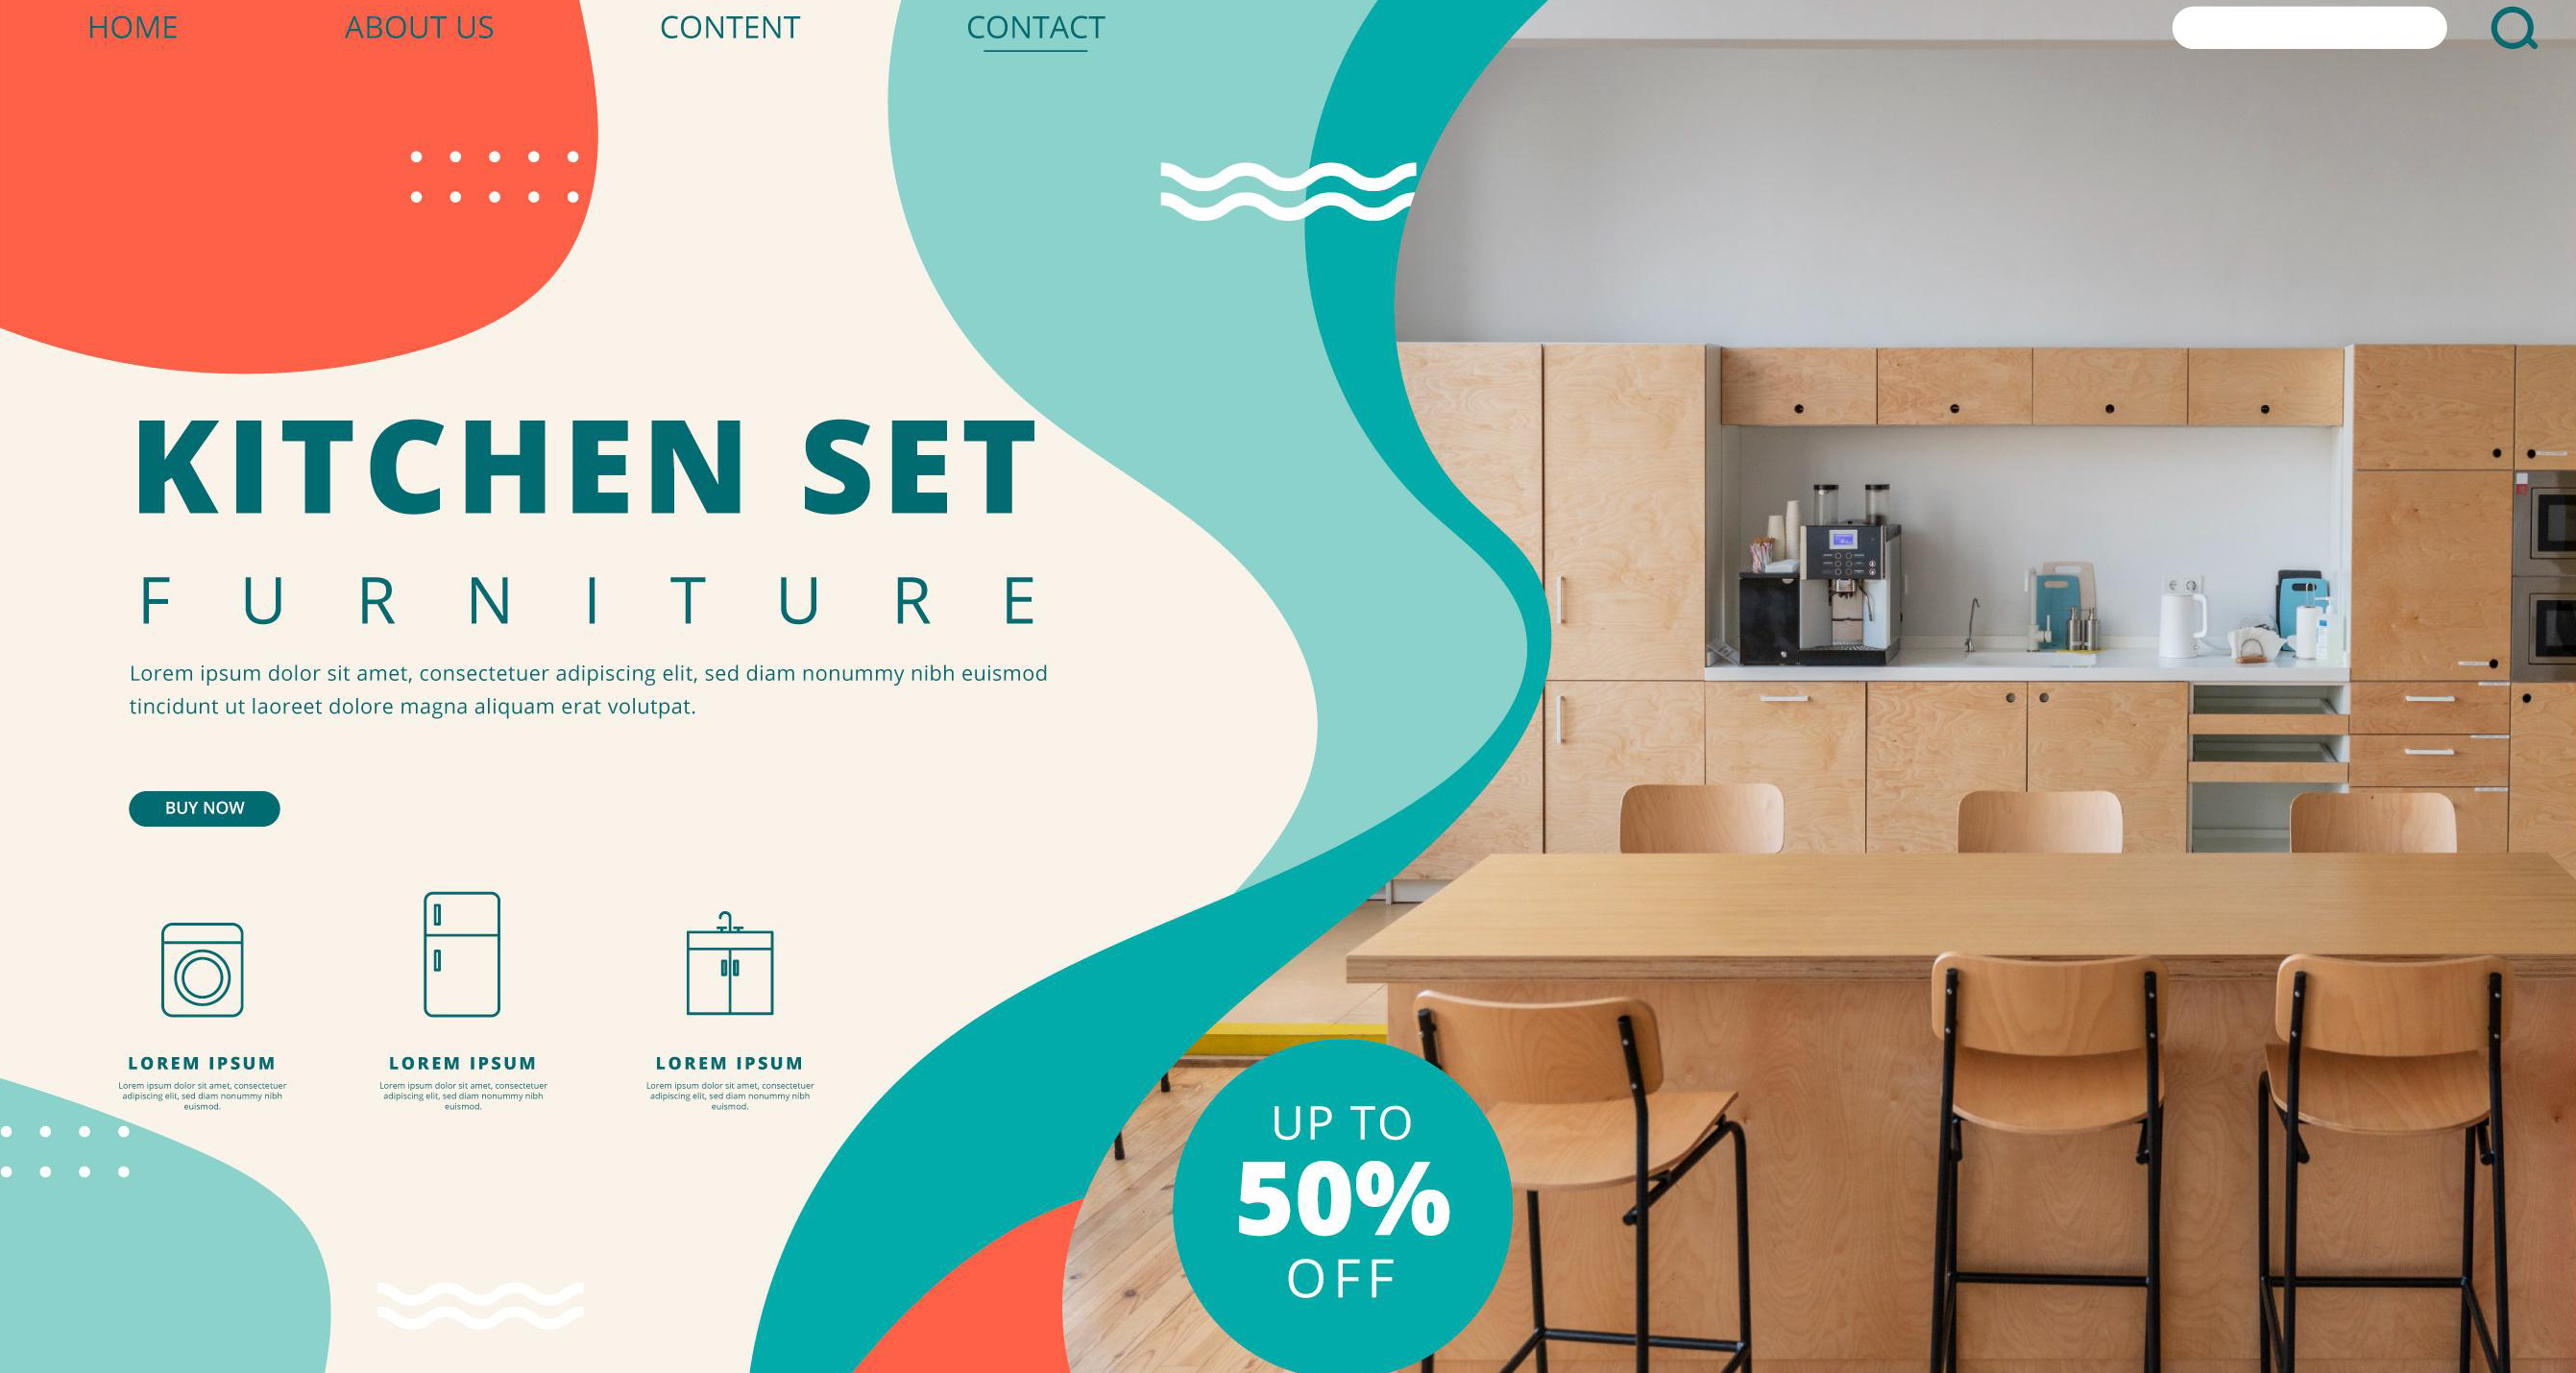 HOME
ABOUT US
CONTENT
CONTACT
KITCHEN SET
FURNITURE
Lorem ipsum dolor sit amet, consectetuer adipiscing elit, sed diam nonummy nibh euismod
tincidunt ut laoreet dolore magna aliquam erat volutpat.
BUY NOW
LOREM IPSUM
Lorem ipsum dolor sit amet, consectetuer
adipiscing elit, sed diam nonummy nibh
euismod.
LOREM IPSUM
Lorem ipsum dolor sit amet, consectetuer
adipiscing elit, sed diam nonummy nibh
euismod.
LOREM IPSUM
Lorem ipsum dolor sit amet, consectetuer
adipiscing elit, sed diam nonummy nibh
euismod.
UP TO
50%
OFF